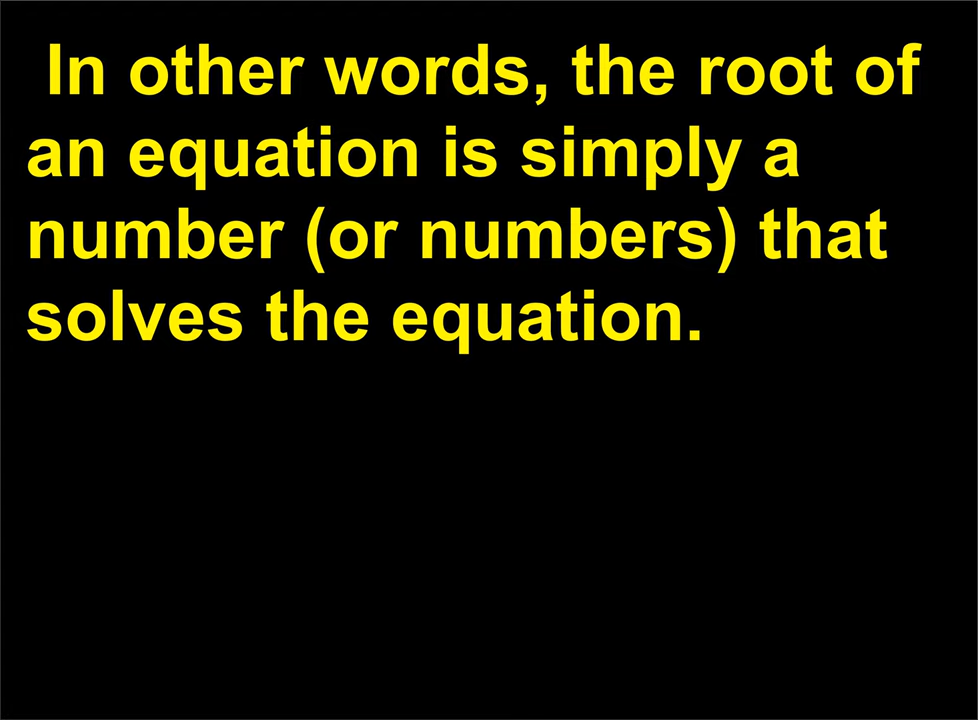 In other words, the root of
an equation is simply a
number (or numbers) that
solves the equation.